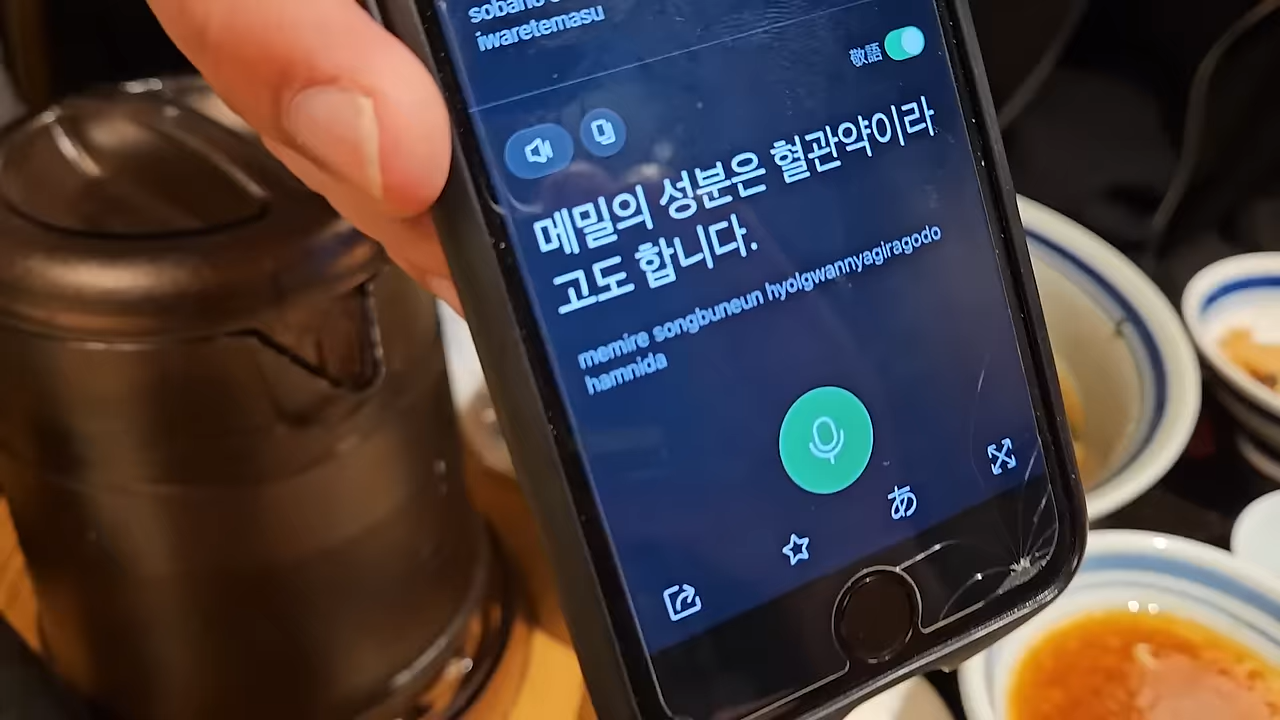 iwaretemasu
敬語
메밀의 성분은 혈관약이라
고도 합니다.
memire songbuneun hyolgwannyagiragodo
hamnida
あ